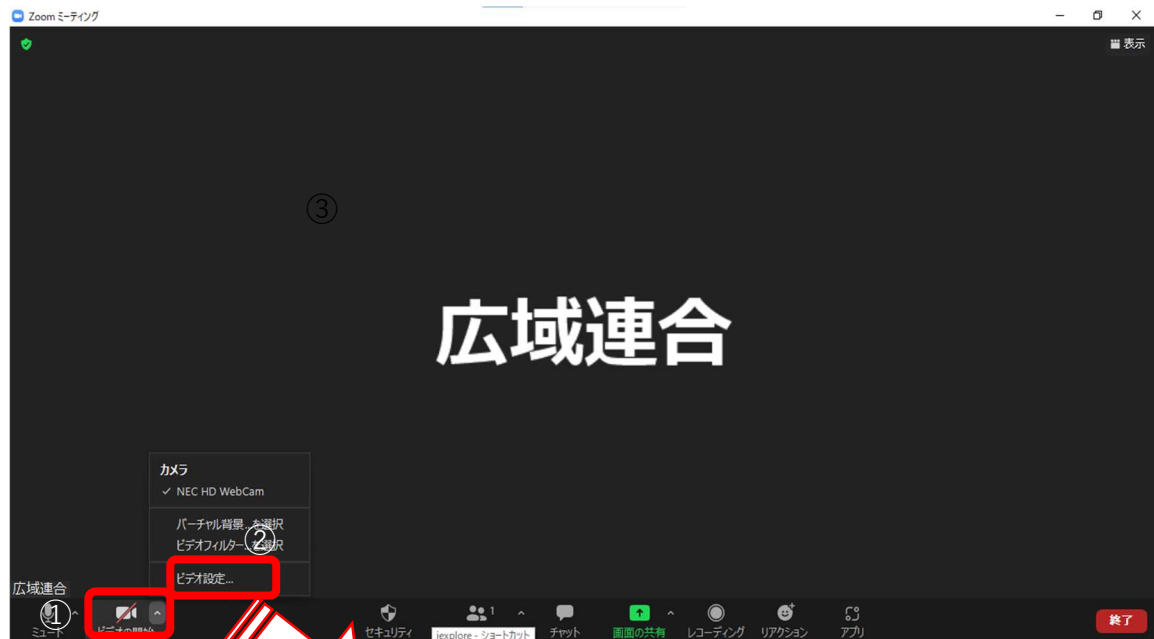 Zoom ミーティング
表示
③
広域連合
カメラ
✓ NEC HD WebCam
バーチャル背景...を選択
②
ビデオフィルター...を選択
ビデオ設定...
広域連合
①
ミュート
ビデオの開始
セキュリティ
1
iexplore - ショートカット
チャット
画面の共有
レコーディング
リアクション
アプリ
終了